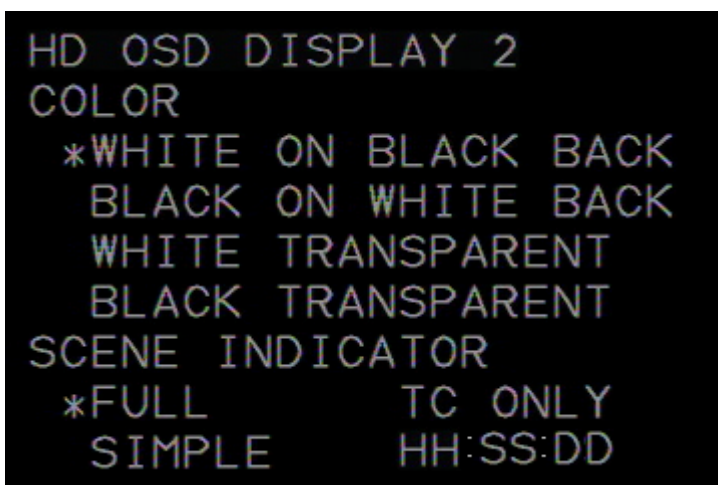 HD OSD DISPLAY 2
COLOR
*WHITE ON BLACK BACK
BLACK ON WHITE BACK
WHITE TRANSPARENT
BLACK TRANSPARENT
SCENE INDICATOR
*FULL TC ONLY
SIMPLE HH:SS:DD